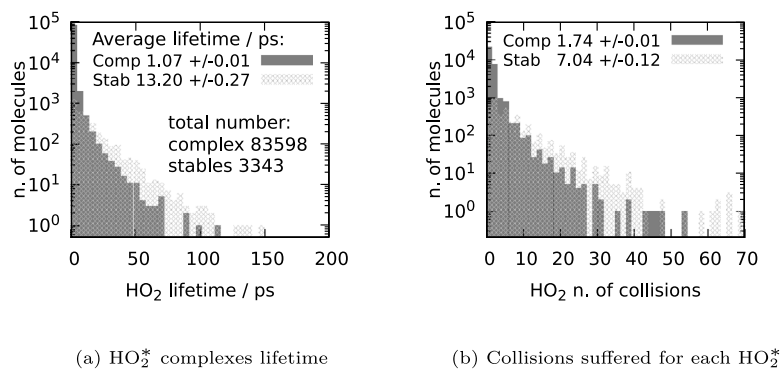 10^5
10^4
10^3
10^2
10^1
10^0
n. of molecules
Average lifetime / ps:
Comp 1.07 +/-0.01
Stab 13.20 +/-0.27
total number:
complex 83598
stables 3343
0 50 100 150 200
HO_2 lifetime / ps
(a) HO_2^* complexes lifetime
10^5
10^4
10^3
10^2
10^1
10^0
n. of molecules
Comp 1.74 +/-0.01
Stab 7.04 +/-0.12
0 10 20 30 40 50 60 70
HO_2 n. of collisions
(b) Collisions suffered for each HO_2^*